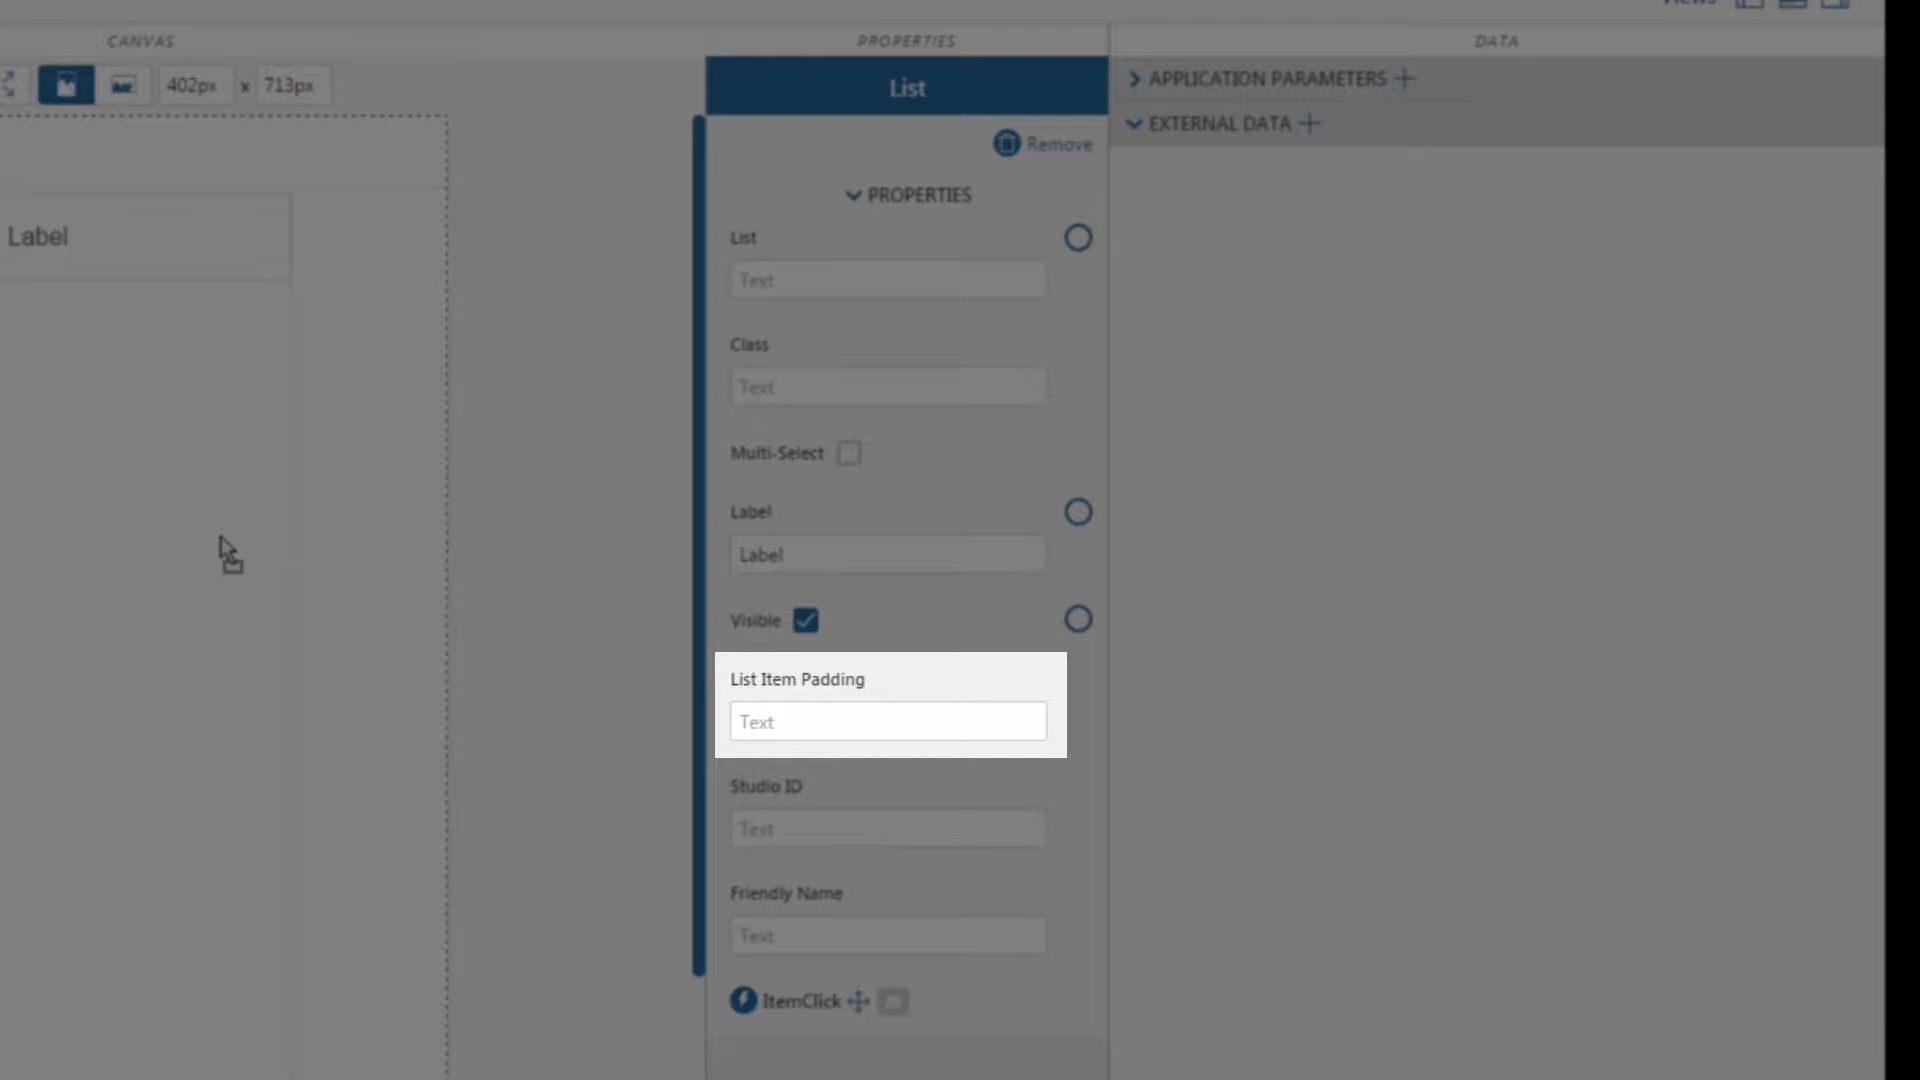 Views
CANVAS
PROPERTIES
DATA
402px x 713px
List
APPLICATION PARAMETERS
EXTERNAL DATA
Remove
PROPERTIES
List
Text
Label
Class
Text
Multi-Select
Label
Label
Visible
List Item Padding
Text
Studio ID
Text
Friendly Name
Text
ItemClick